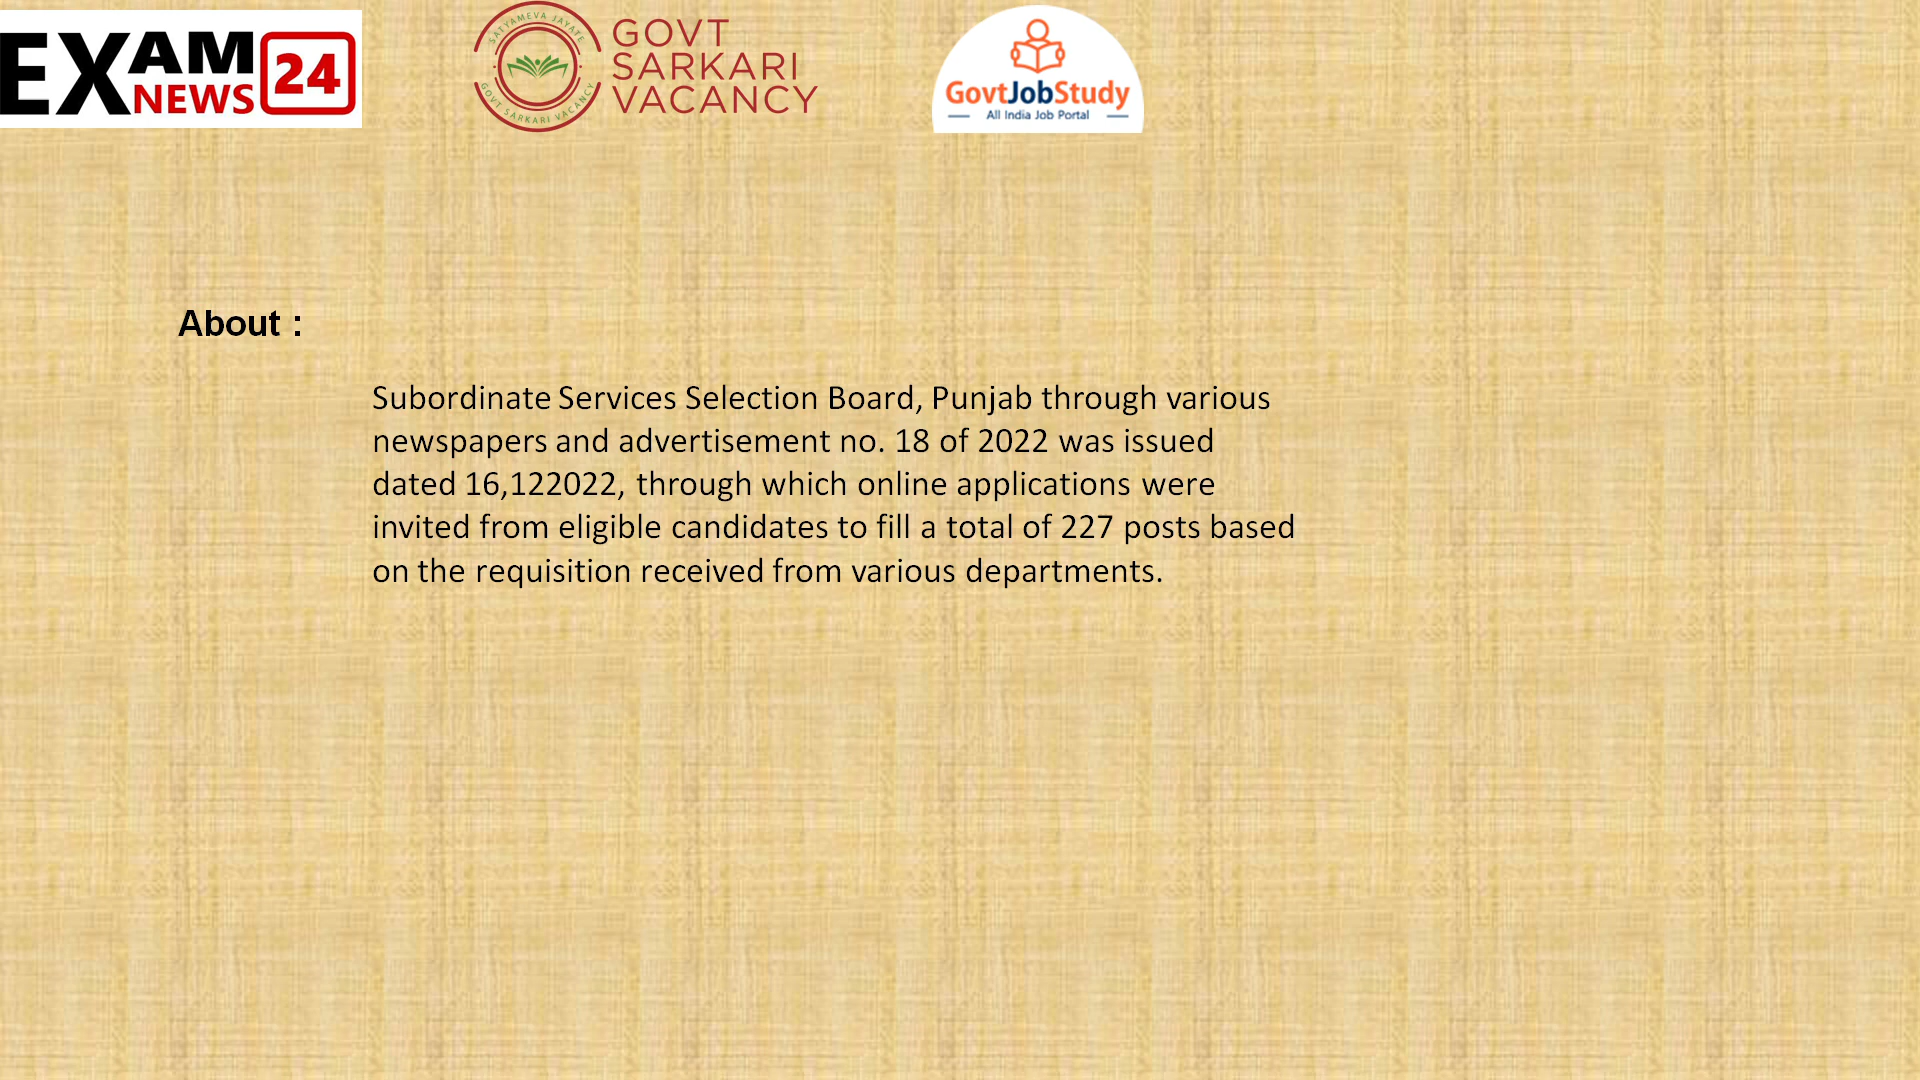 EXAM
NEWS 24
SATYAMEVA JAYATE
GOVT SARKARI VACANCY
GOVT
SARKARI
VACANCY
GovtJobStudy
All India Job Portal
About :
Subordinate Services Selection Board, Punjab through various
newspapers and advertisement no. 18 of 2022 was issued
dated 16,122022, through which online applications were
invited from eligible candidates to fill a total of 227 posts based
on the requisition received from various departments.